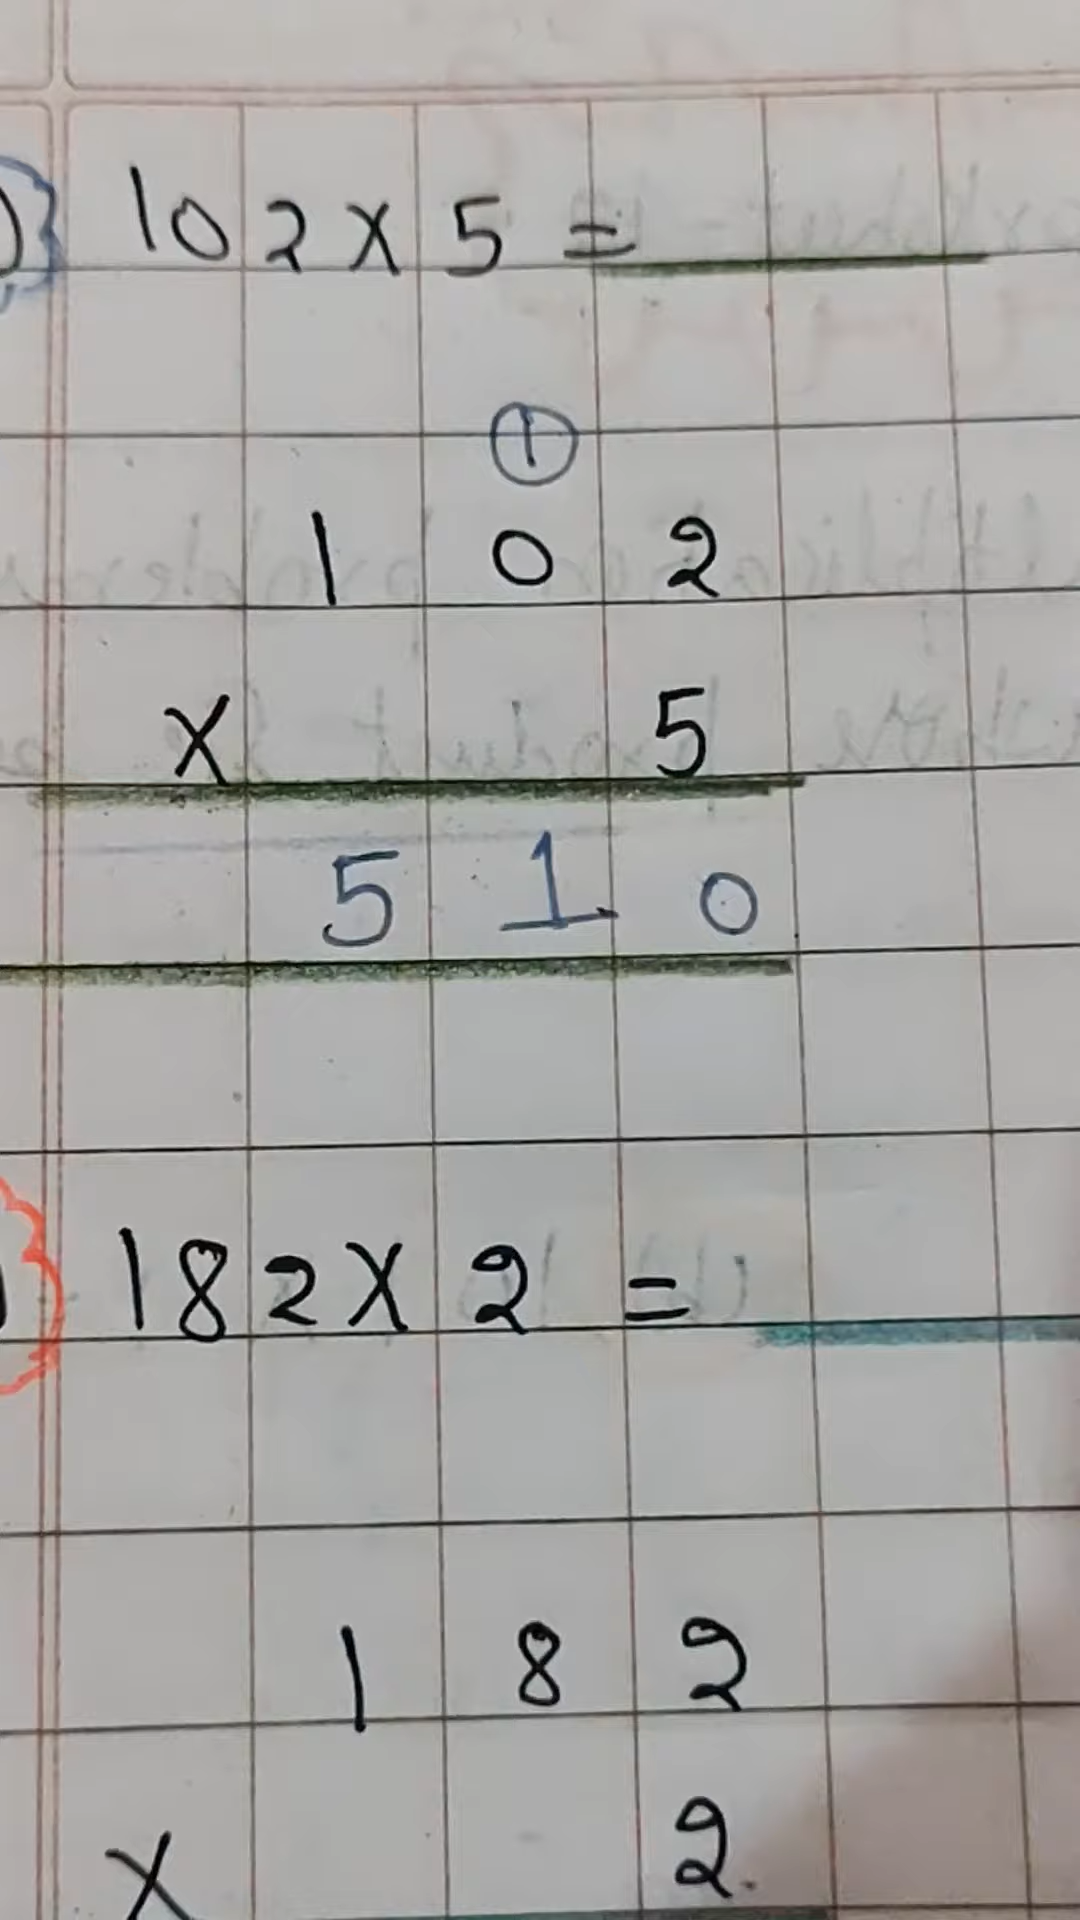 ) 102 x 5 =
1
1 0 2
x 5
5 1 0
) 182 x 2 =
1 8 2
x 2